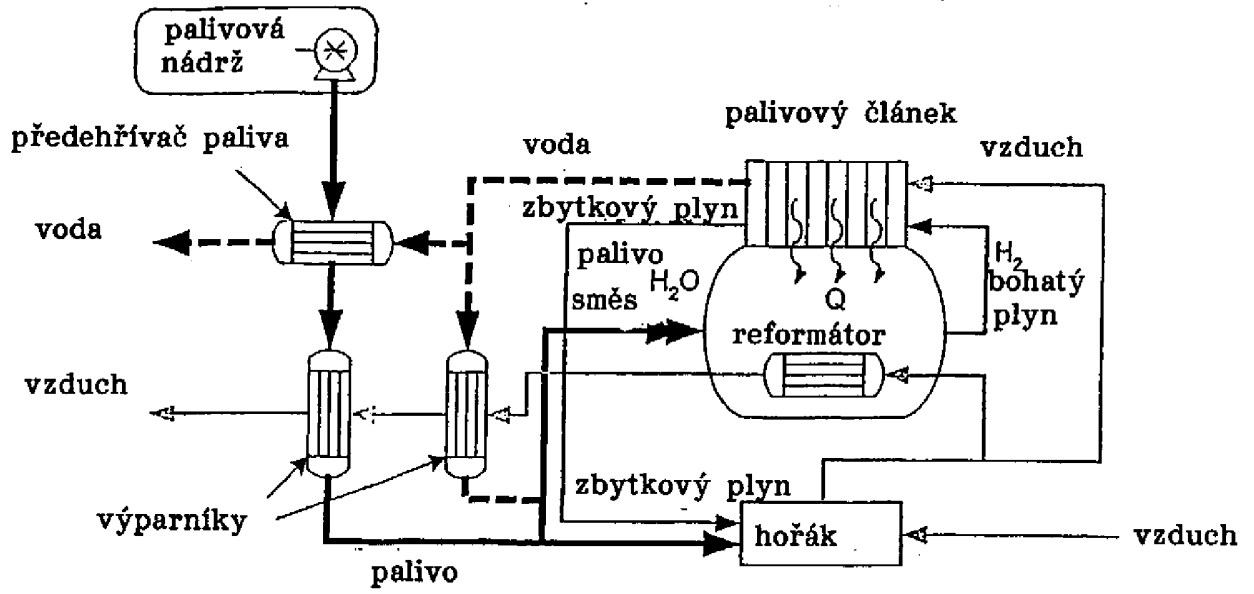 palivová
nádrž
předehřívač paliva
palivový článek
voda
vzduch
zbytkový plyn
voda
palivo
H₂O
směs
H₂
bohatý
plyn
Q
reformátor
vzduch
zbytkový plyn
výparníky
hořák
vzduch
palivo